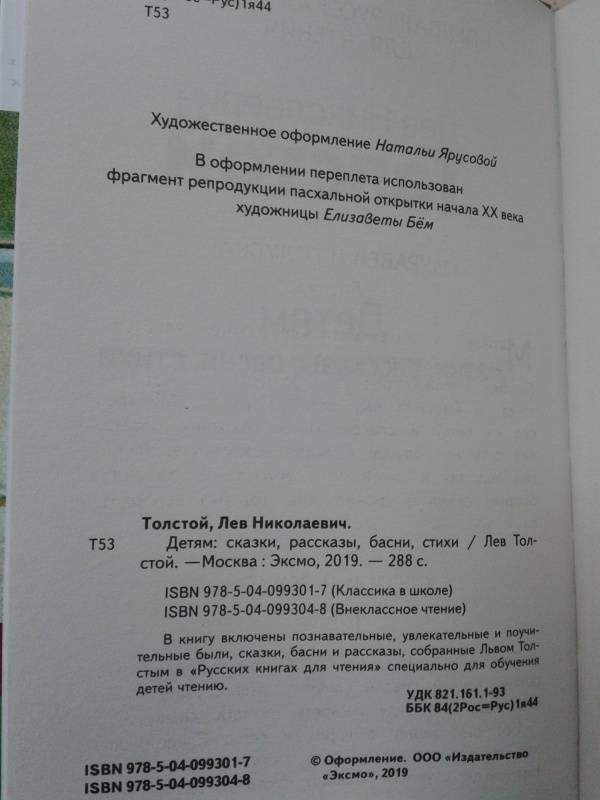 Рус)1я44
Т53
Художественное оформление Натальи Ярусовой
В оформлении переплета использован
фрагмент репродукции пасхальной открытки начала XX века
художницы Елизаветы Бём
Детям
Толстой, Лев Николаевич.
Т53 Детям: сказки, рассказы, басни, стихи / Лев Тол-
стой. — Москва : Эксмо, 2019. — 288 с.
ISBN 978-5-04-099301-7 (Классика в школе)
ISBN 978-5-04-099304-8 (Внеклассное чтение)
В книгу включены познавательные, увлекательные и поучи-
тельные были, сказки, басни и рассказы, собранные Львом Тол-
стым в «Русских книгах для чтения» специально для обучения
детей чтению.
УДК 821.161.1-93
ББК 84(2Рос=Рус)1я44
ISBN 978-5-04-099301-7
ISBN 978-5-04-099304-8
© Оформление. ООО «Издательство
«Эксмо», 2019